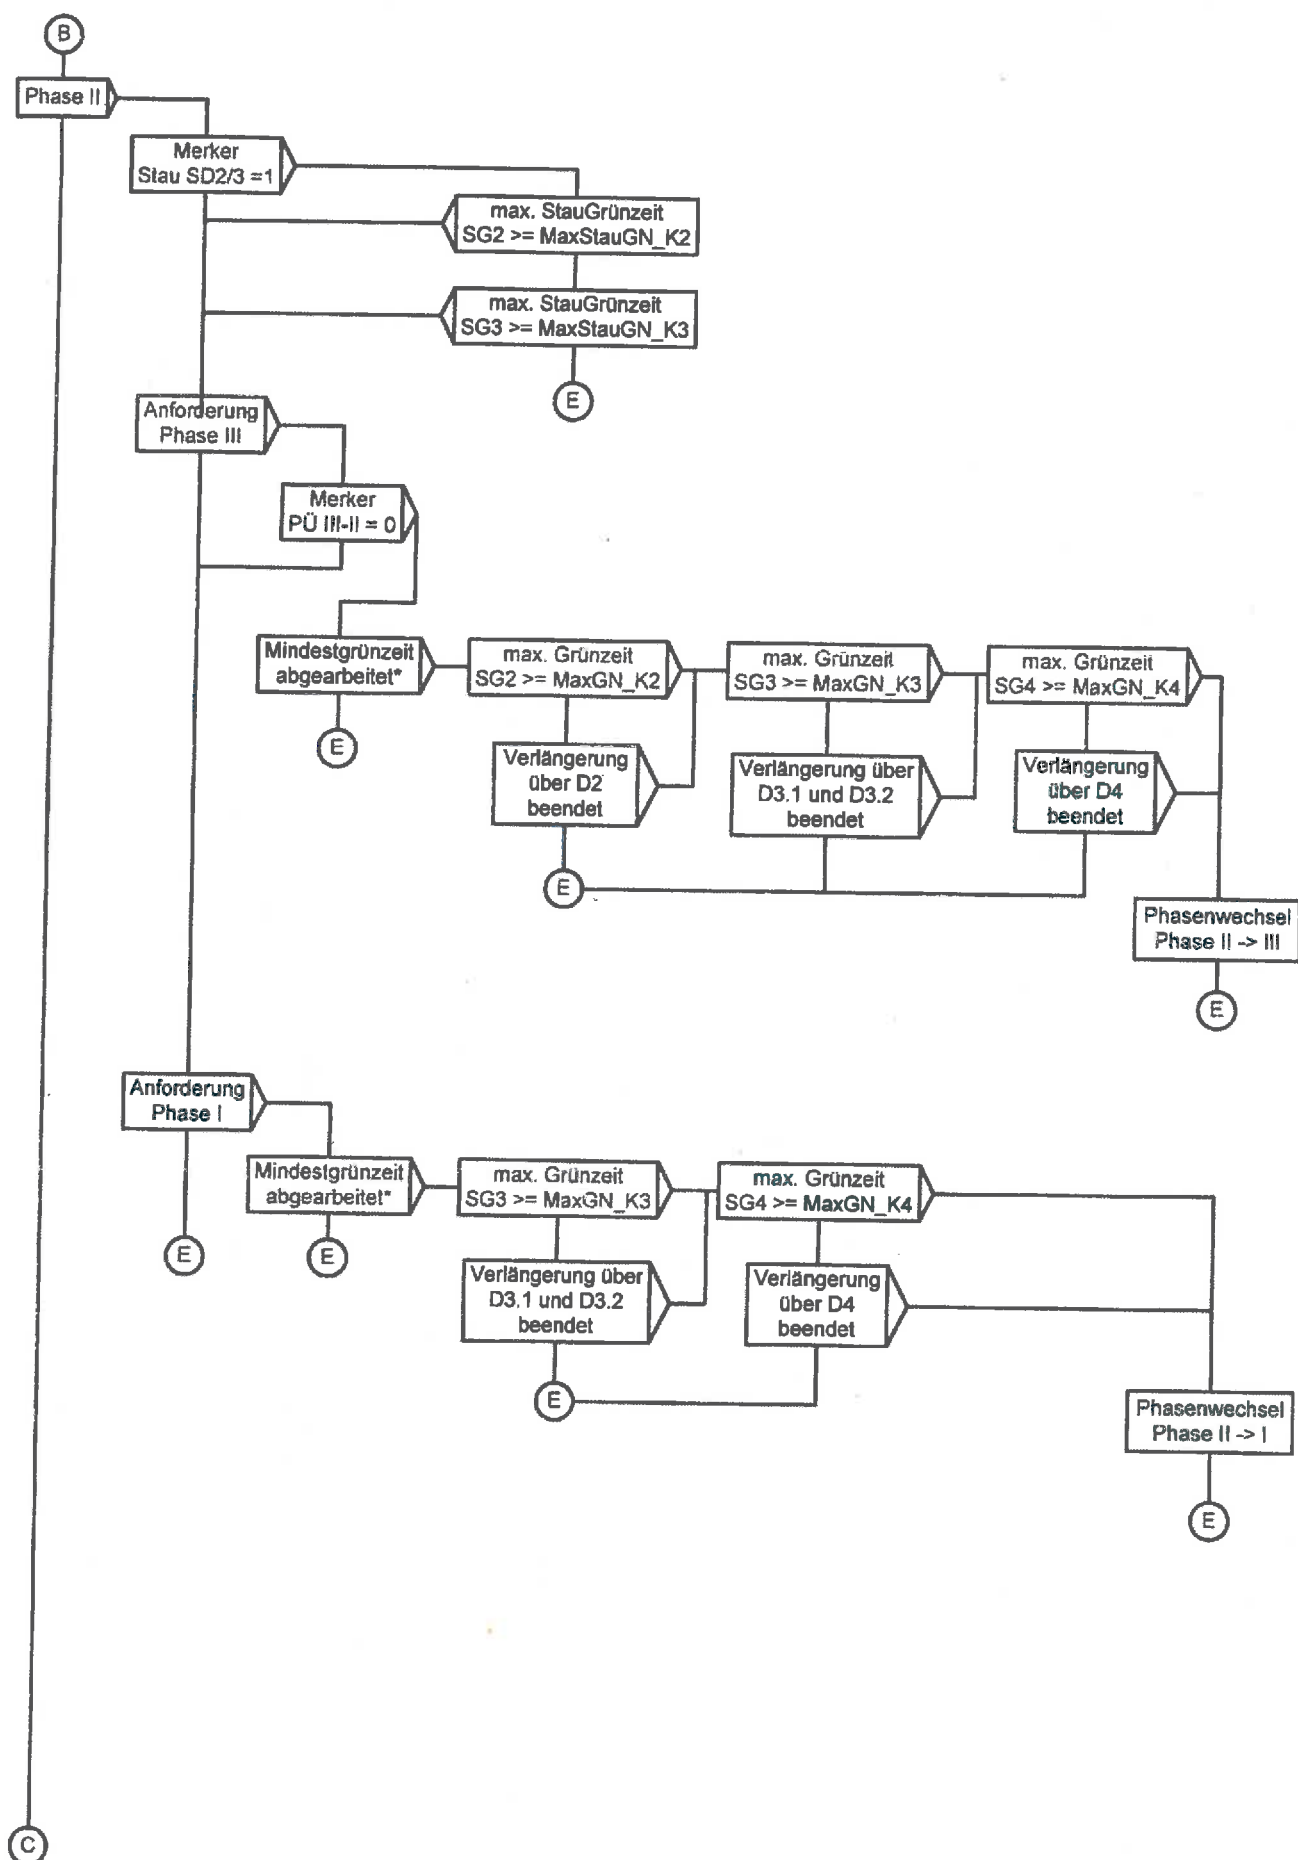 B
Phase II
Merker
Stau SD2/3 =1
max. StauGrünzeit
SG2 >= MaxStauGN_K2
max. StauGrünzeit
SG3 >= MaxStauGN_K3
E
Anforderung
Phase III
Merker
PÜ III-II = 0
Mindestgrünzeit
abgearbeitet*
E
max. Grünzeit
SG2 >= MaxGN_K2
max. Grünzeit
SG3 >= MaxGN_K3
max. Grünzeit
SG4 >= MaxGN_K4
Verlängerung
über D2
beendet
Verlängerung über
D3.1 und D3.2
beendet
Verlängerung
über D4
beendet
E
Phasenwechsel
Phase II -> III
E
Anforderung
Phase I
E
Mindestgrünzeit
abgearbeitet*
E
max. Grünzeit
SG3 >= MaxGN_K3
max. Grünzeit
SG4 >= MaxGN_K4
Verlängerung über
D3.1 und D3.2
beendet
Verlängerung
über D4
beendet
E
Phasenwechsel
Phase II -> I
E
C